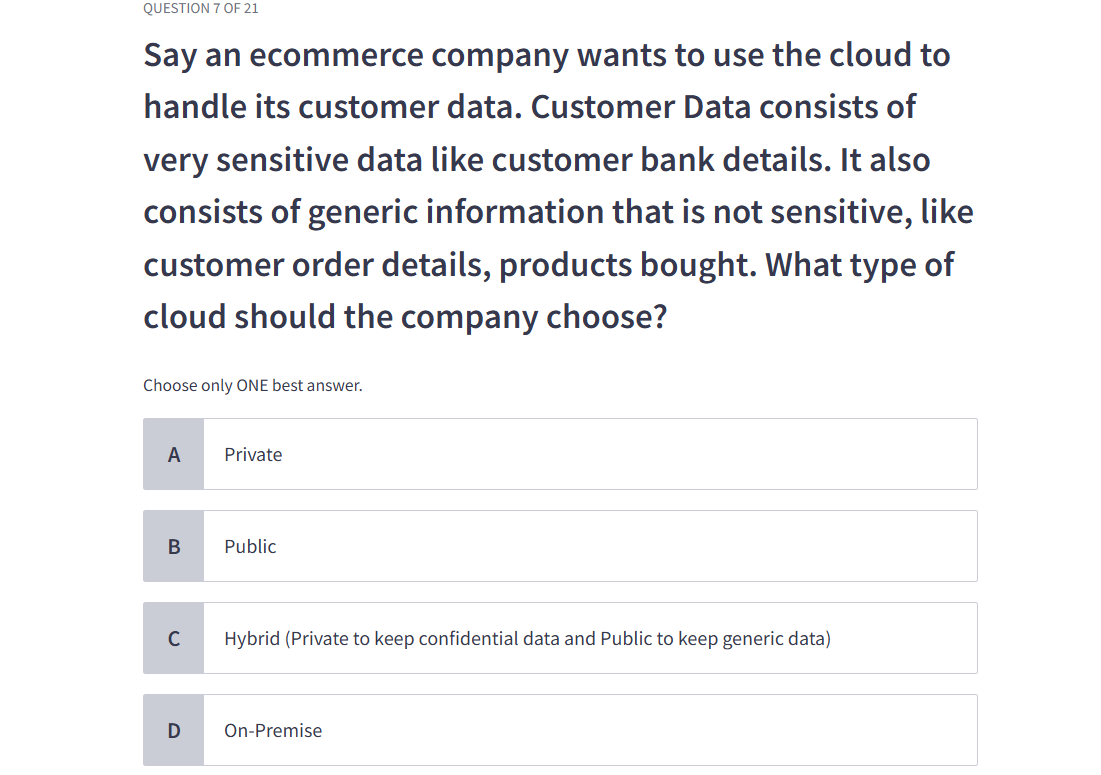 QUESTION 7 OF 21
Say an ecommerce company wants to use the cloud to
handle its customer data. Customer Data consists of
very sensitive data like customer bank details. It also
consists of generic information that is not sensitive, like
customer order details, products bought. What type of
cloud should the company choose?
Choose only ONE best answer.
A Private
B Public
C Hybrid (Private to keep confidential data and Public to keep generic data)
D On-Premise